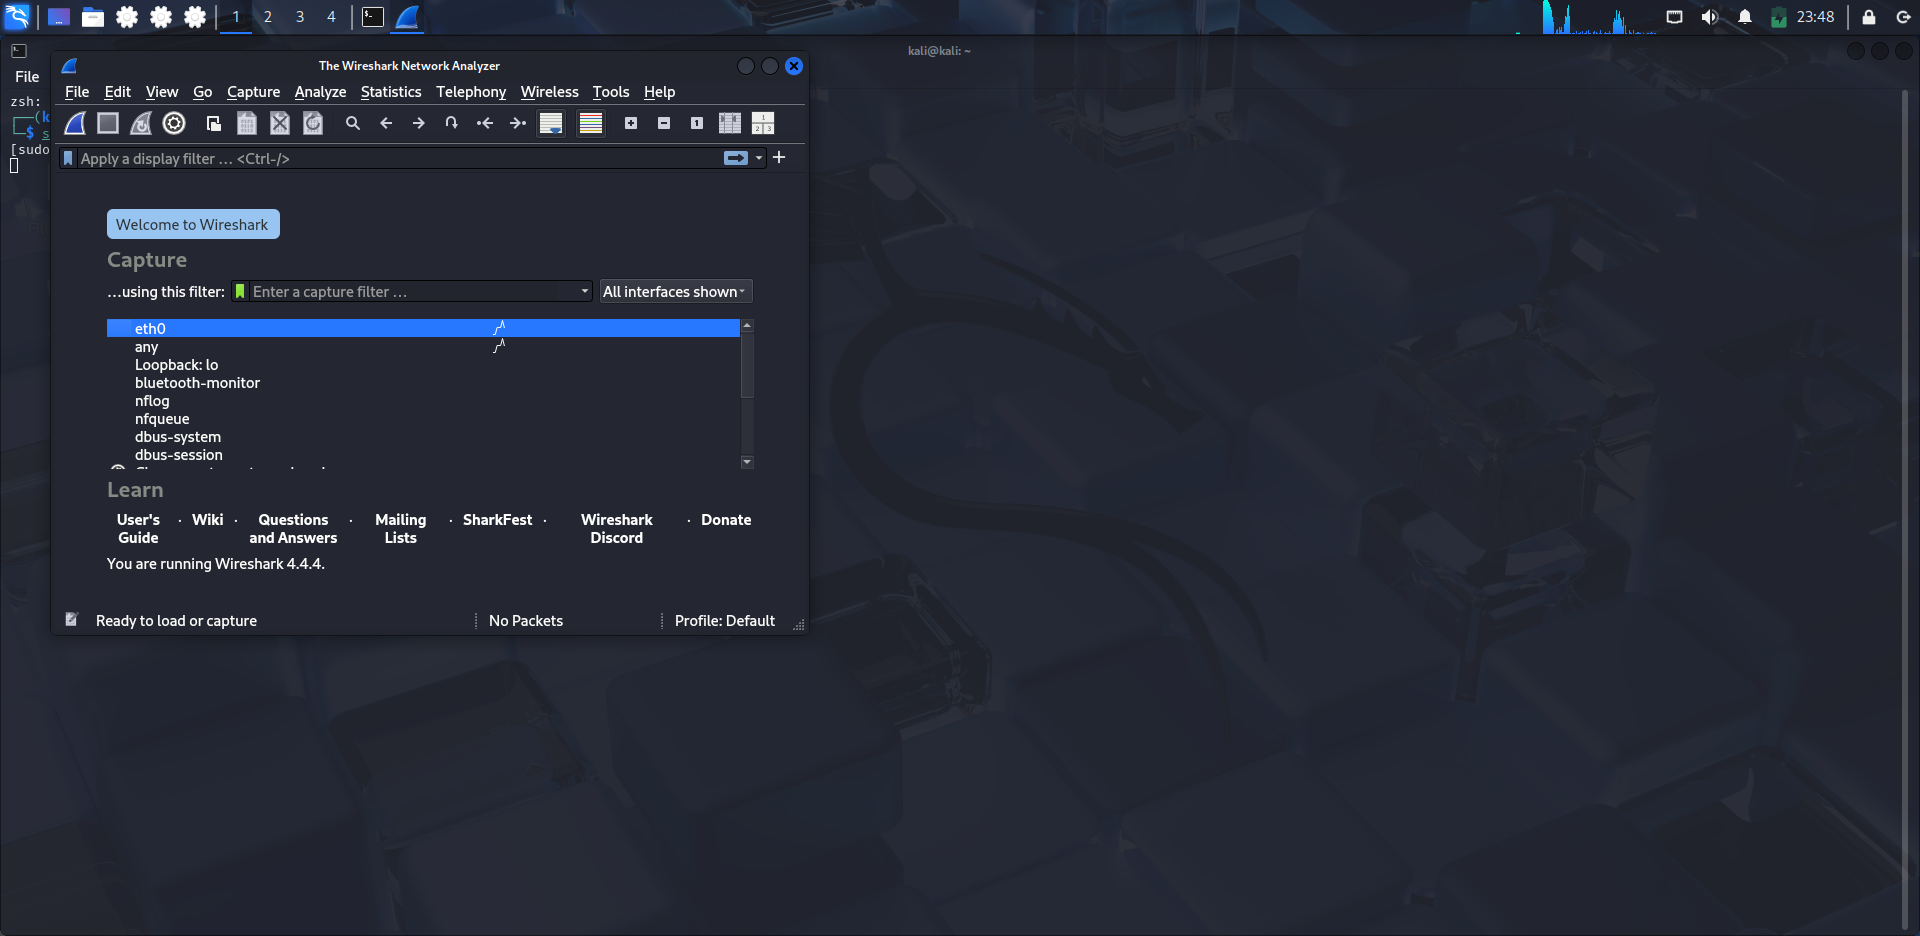 1 2 3 4 23:48
kali@kali: ~
File
zsh:
[sudo
The Wireshark Network Analyzer
File Edit View Go Capture Analyze Statistics Telephony Wireless Tools Help
Apply a display filter … <Ctrl-/>
Welcome to Wireshark
Capture
…using this filter: Enter a capture filter … All interfaces shown
eth0
any
Loopback: lo
bluetooth-monitor
nflog
nfqueue
dbus-system
dbus-session
Learn
User's Guide · Wiki · Questions and Answers · Mailing Lists · SharkFest · Wireshark Discord · Donate
You are running Wireshark 4.4.4.
Ready to load or capture No Packets Profile: Default